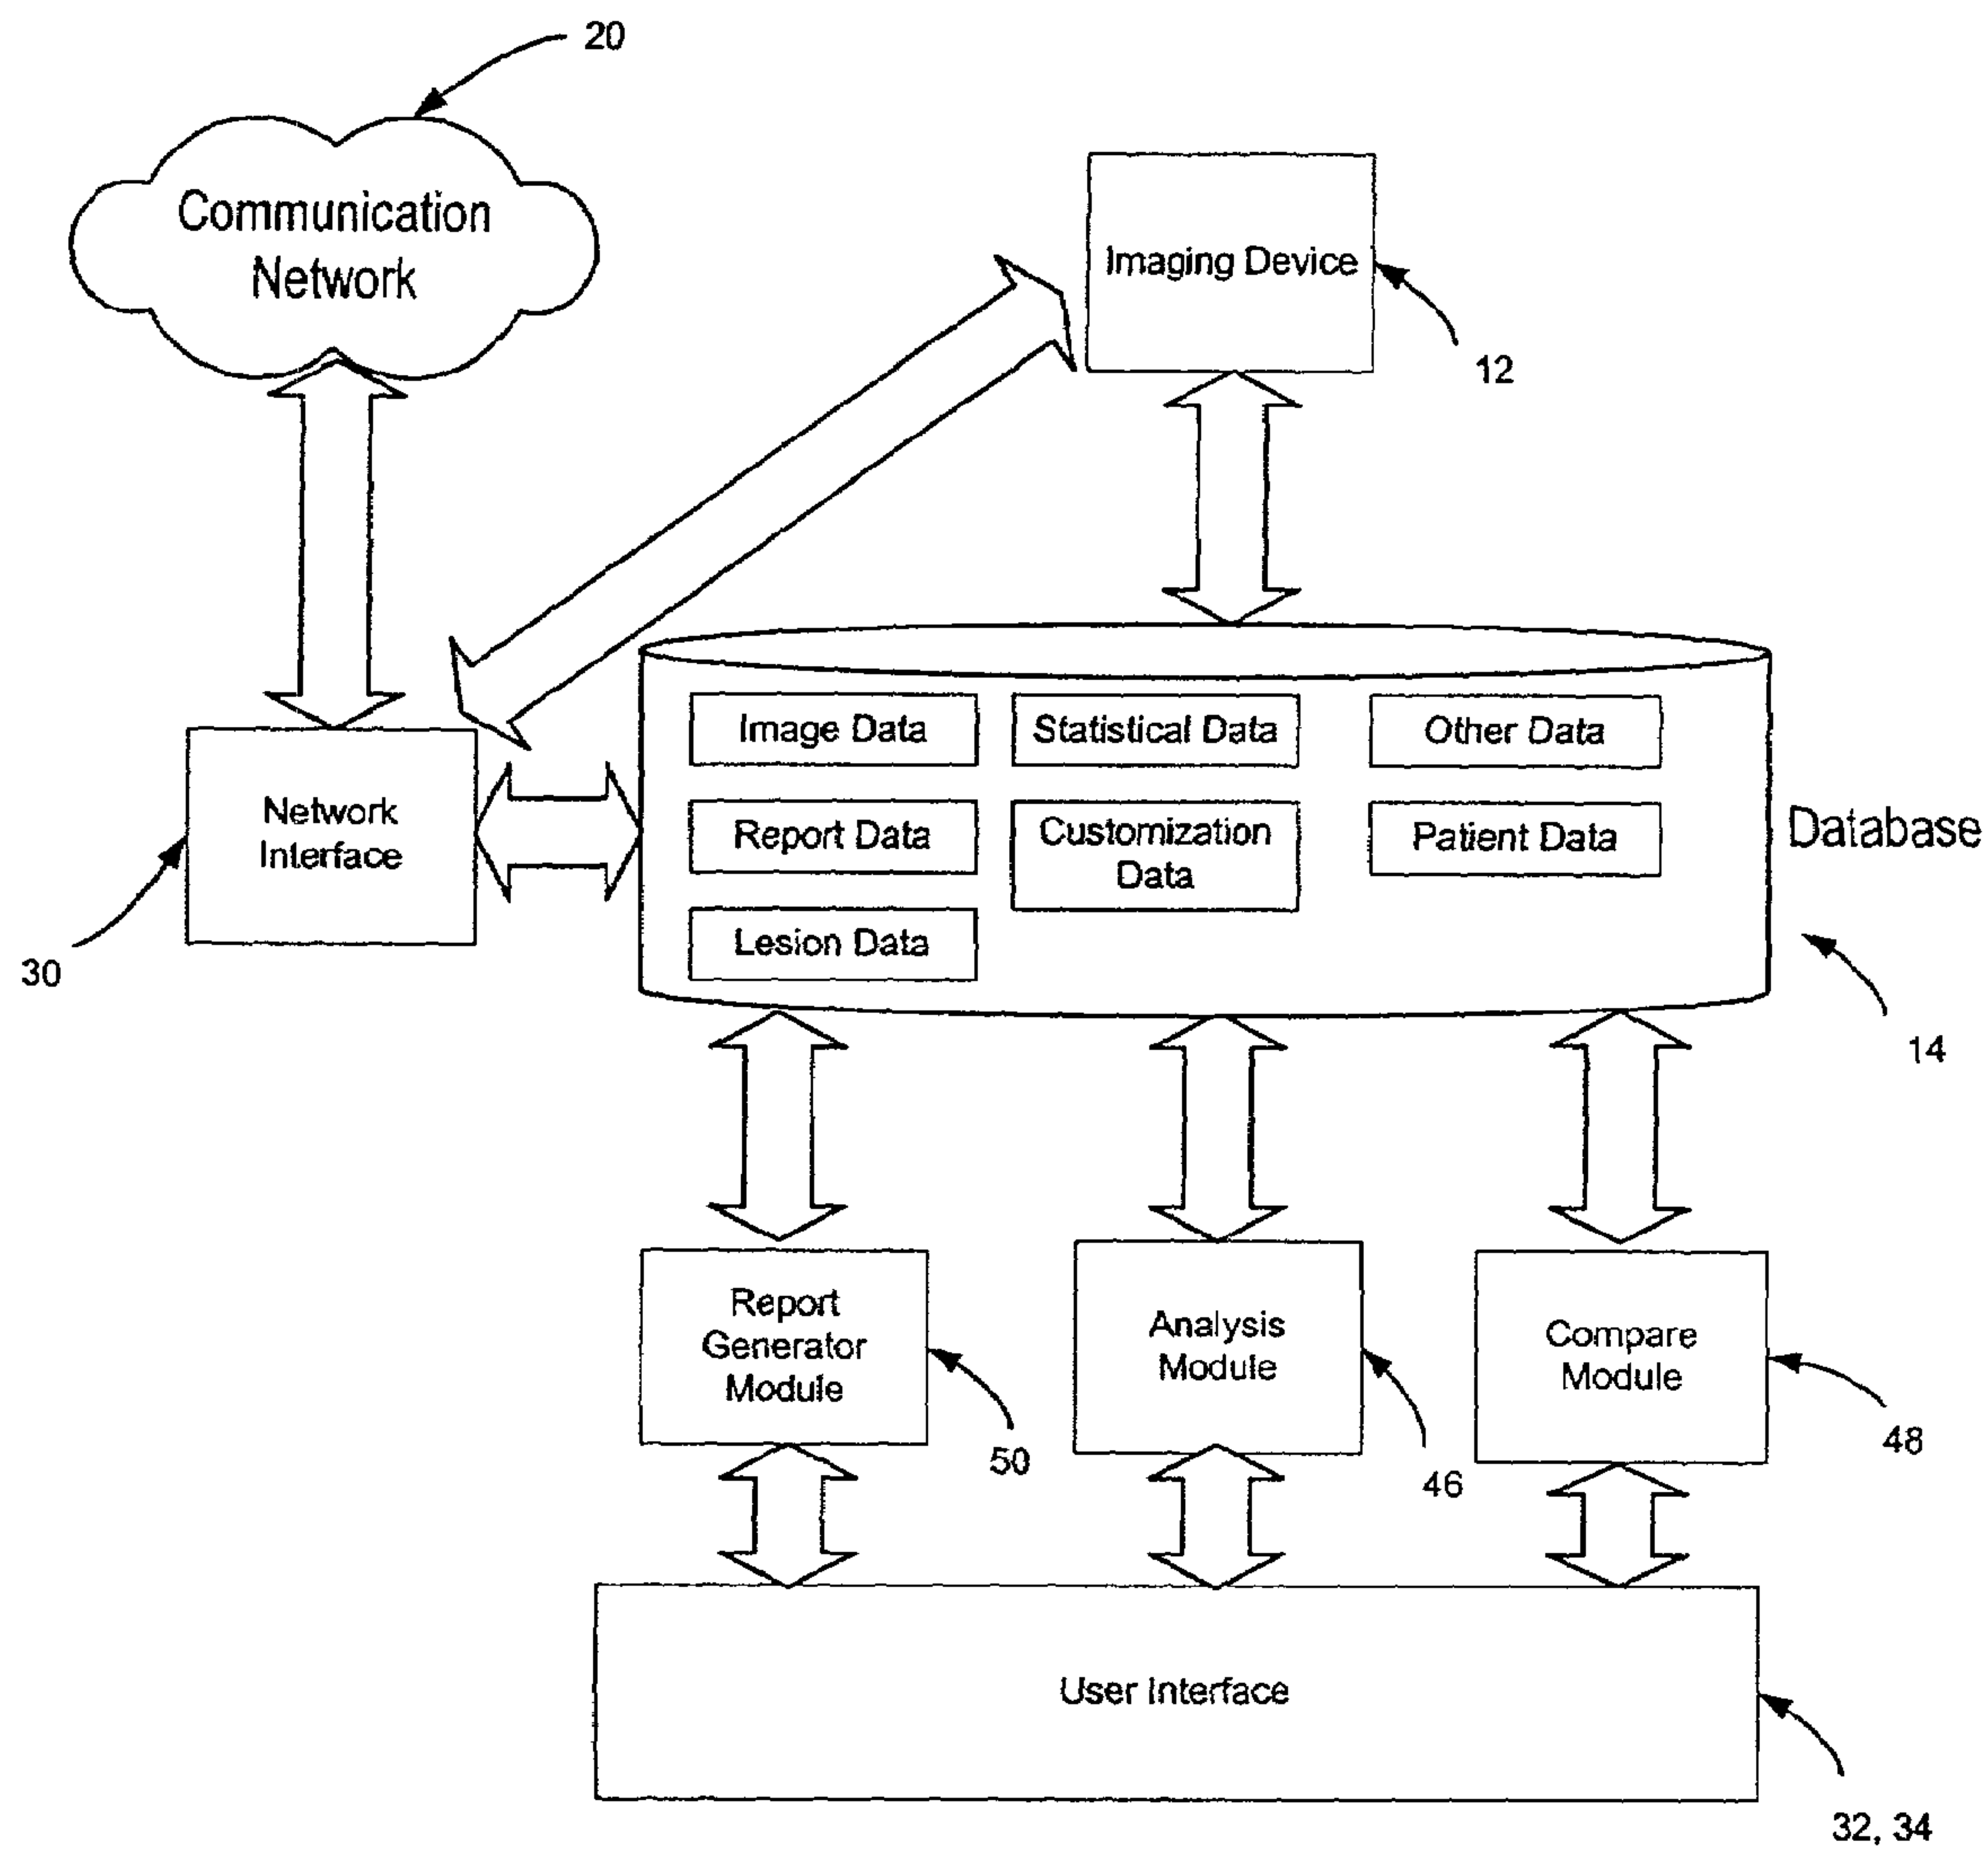 20
Communication
Network
Imaging Device
12
Image Data
Statistical Data
Other Data
Network
Interface
Report Data
Customization
Data
Patient Data
Database
Lesion Data
30
14
Report
Generator
Module
Analysis
Module
Compare
Module
50
46
48
User Interface
32, 34